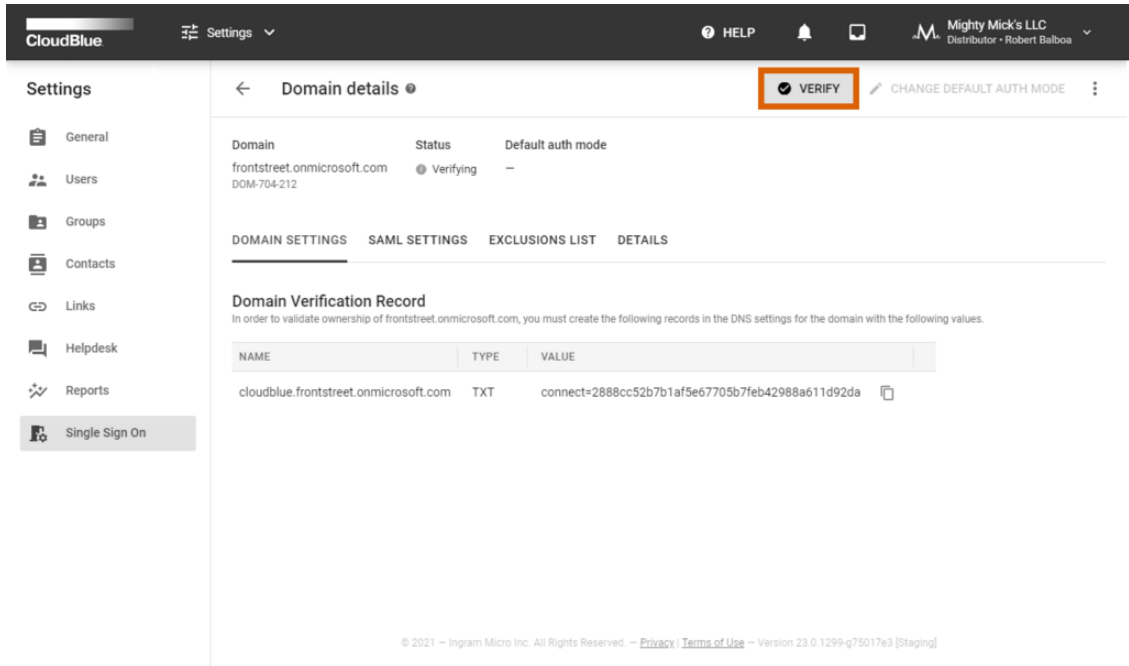 CloudBlue.
Settings
HELP
Mighty Mick's LLC
Distributor • Robert Balboa
Settings
General
Users
Groups
Contacts
Links
Helpdesk
Reports
Single Sign On
Domain details
VERIFY
CHANGE DEFAULT AUTH MODE
Domain Status Default auth mode
frontstreet.onmicrosoft.com Verifying —
DOM-704-212
DOMAIN SETTINGS SAML SETTINGS EXCLUSIONS LIST DETAILS
Domain Verification Record
In order to validate ownership of frontstreet.onmicrosoft.com, you must create the following records in the DNS settings for the domain with the following values.
NAME TYPE VALUE
cloudblue.frontstreet.onmicrosoft.com TXT connect=2888cc52b7b1af5e67705b7feb42988a611d92da
© 2021 — Ingram Micro Inc. All Rights Reserved. — Privacy | Terms of Use — Version 23.0.1299-g75017e3 [Staging]